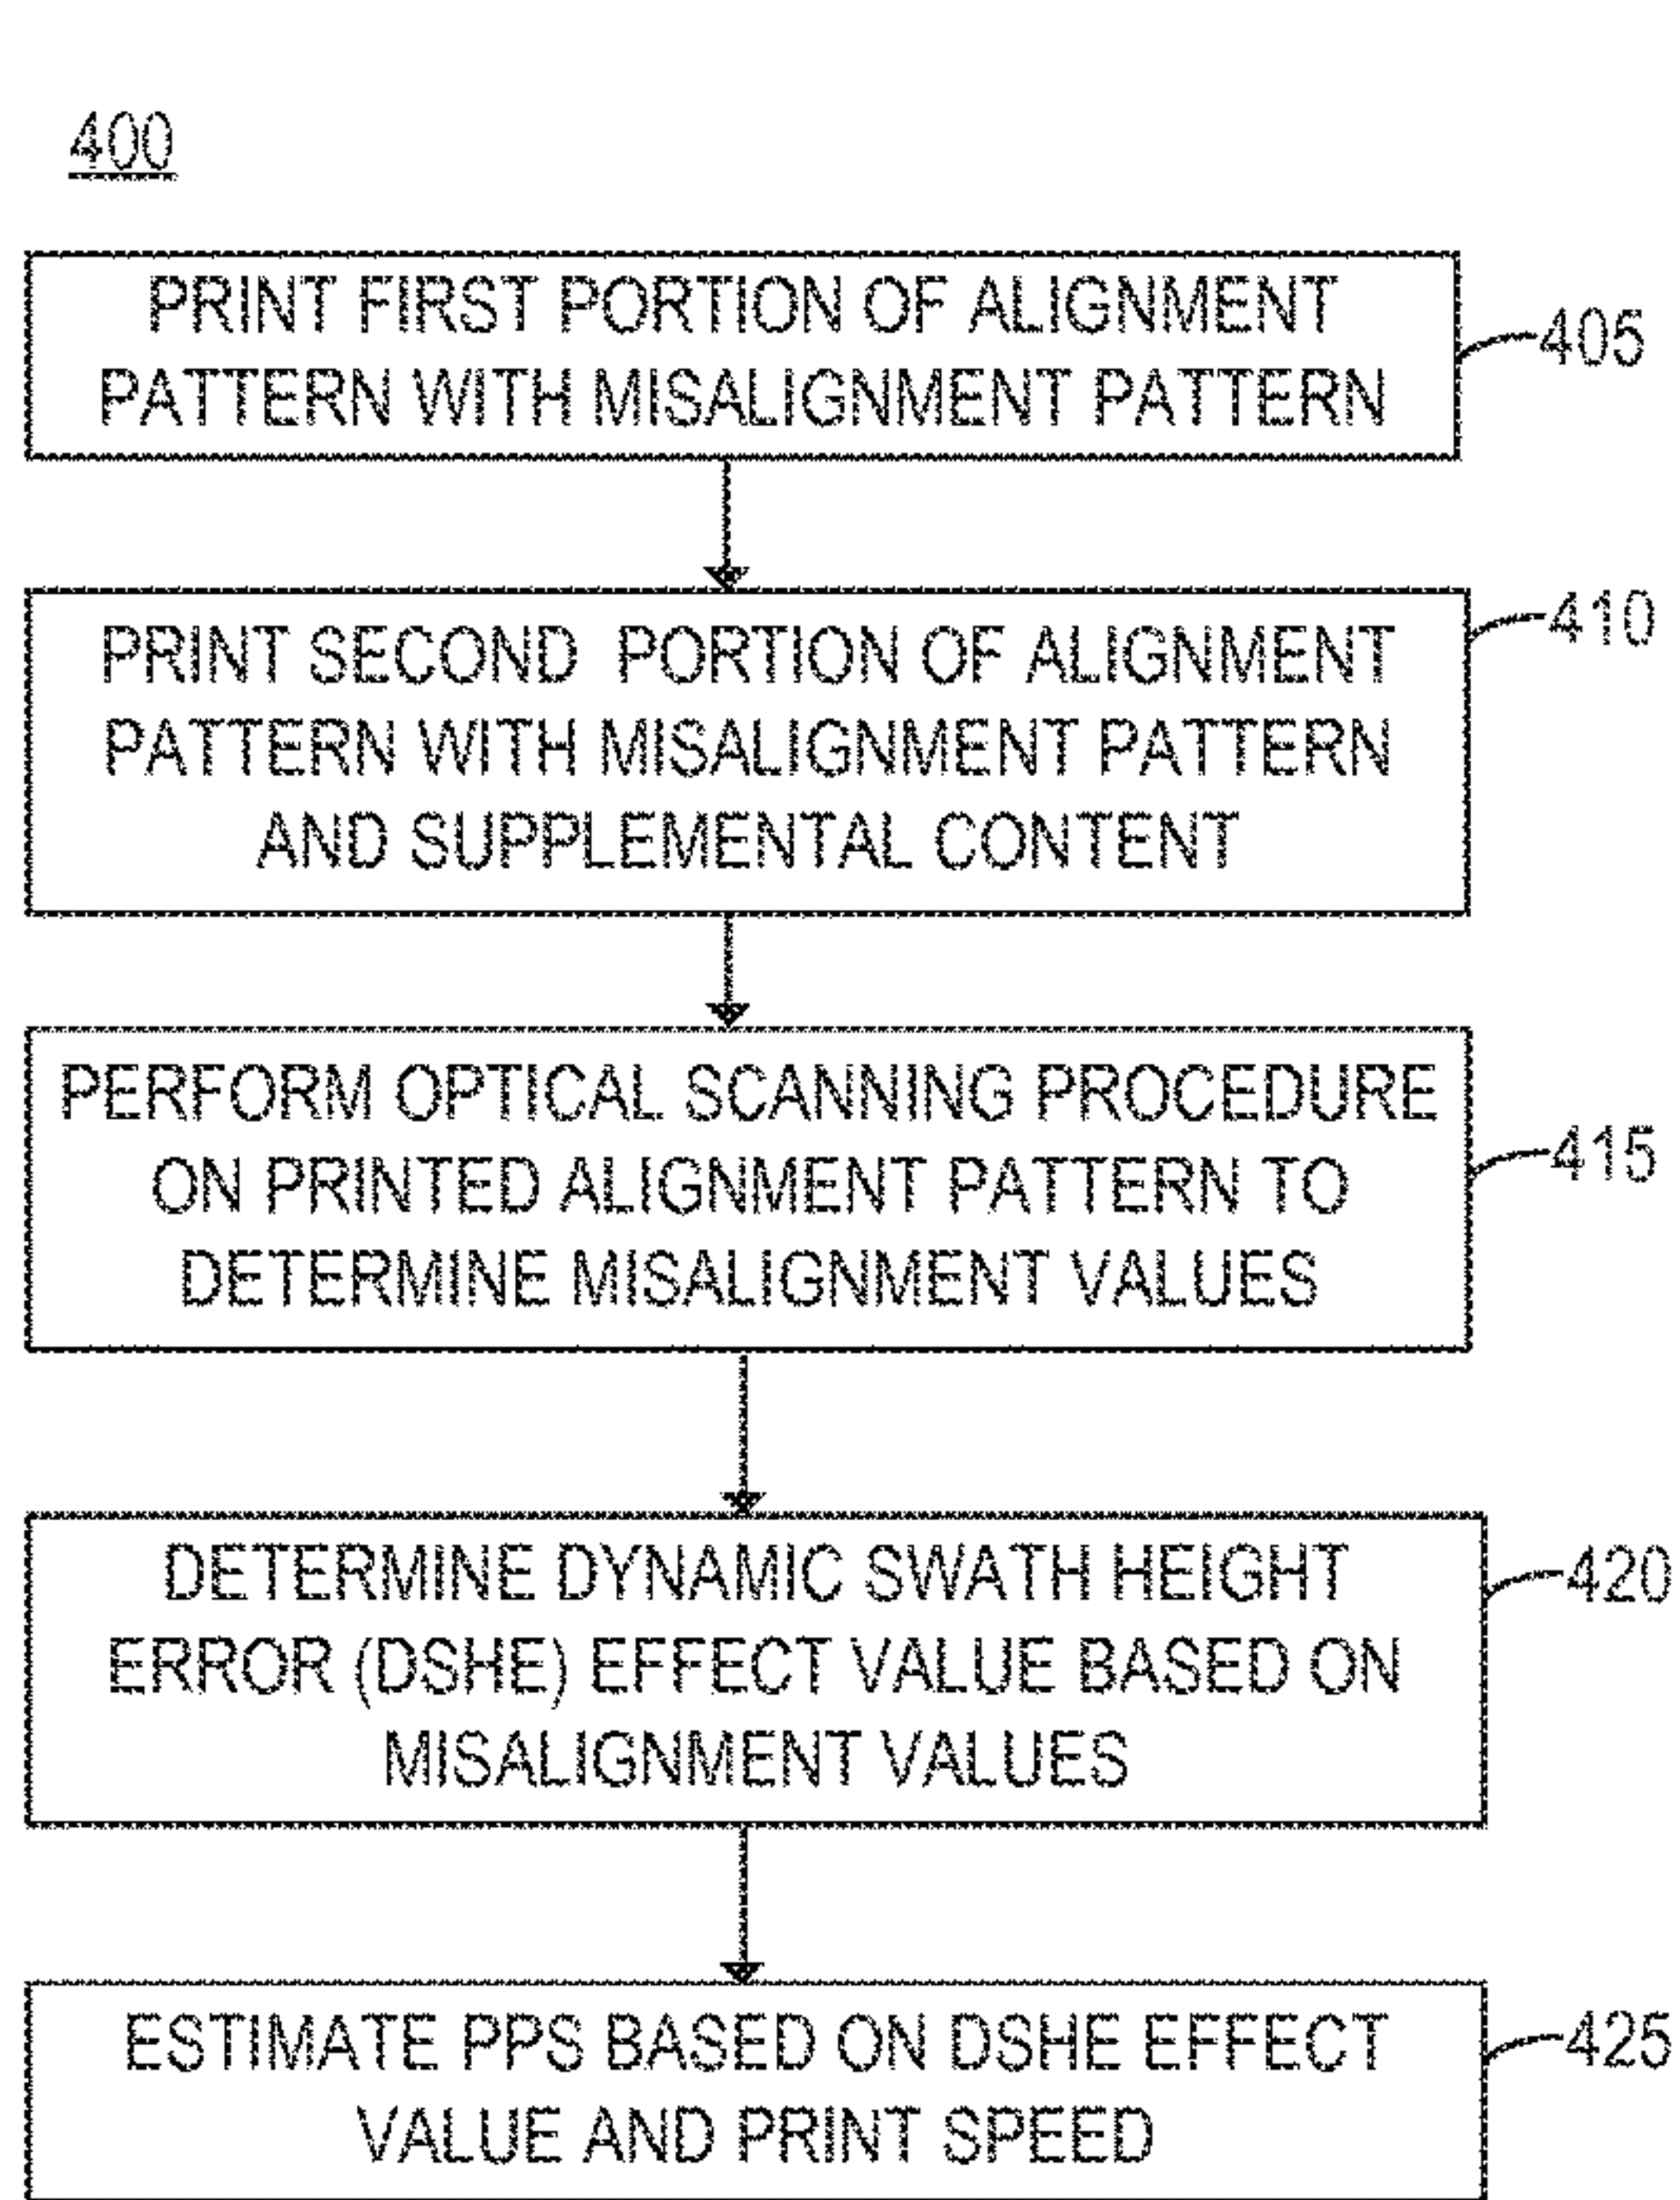 400
PRINT FIRST PORTION OF ALIGNMENT
PATTERN WITH MISALIGNMENT PATTERN
405
PRINT SECOND PORTION OF ALIGNMENT
PATTERN WITH MISALIGNMENT PATTERN
AND SUPPLEMENTAL CONTENT
410
PERFORM OPTICAL SCANNING PROCEDURE
ON PRINTED ALIGNMENT PATTERN TO
DETERMINE MISALIGNMENT VALUES
415
DETERMINE DYNAMIC SWATH HEIGHT
ERROR (DSHE) EFFECT VALUE BASED ON
MISALIGNMENT VALUES
420
ESTIMATE PPS BASED ON DSHE EFFECT
VALUE AND PRINT SPEED
425